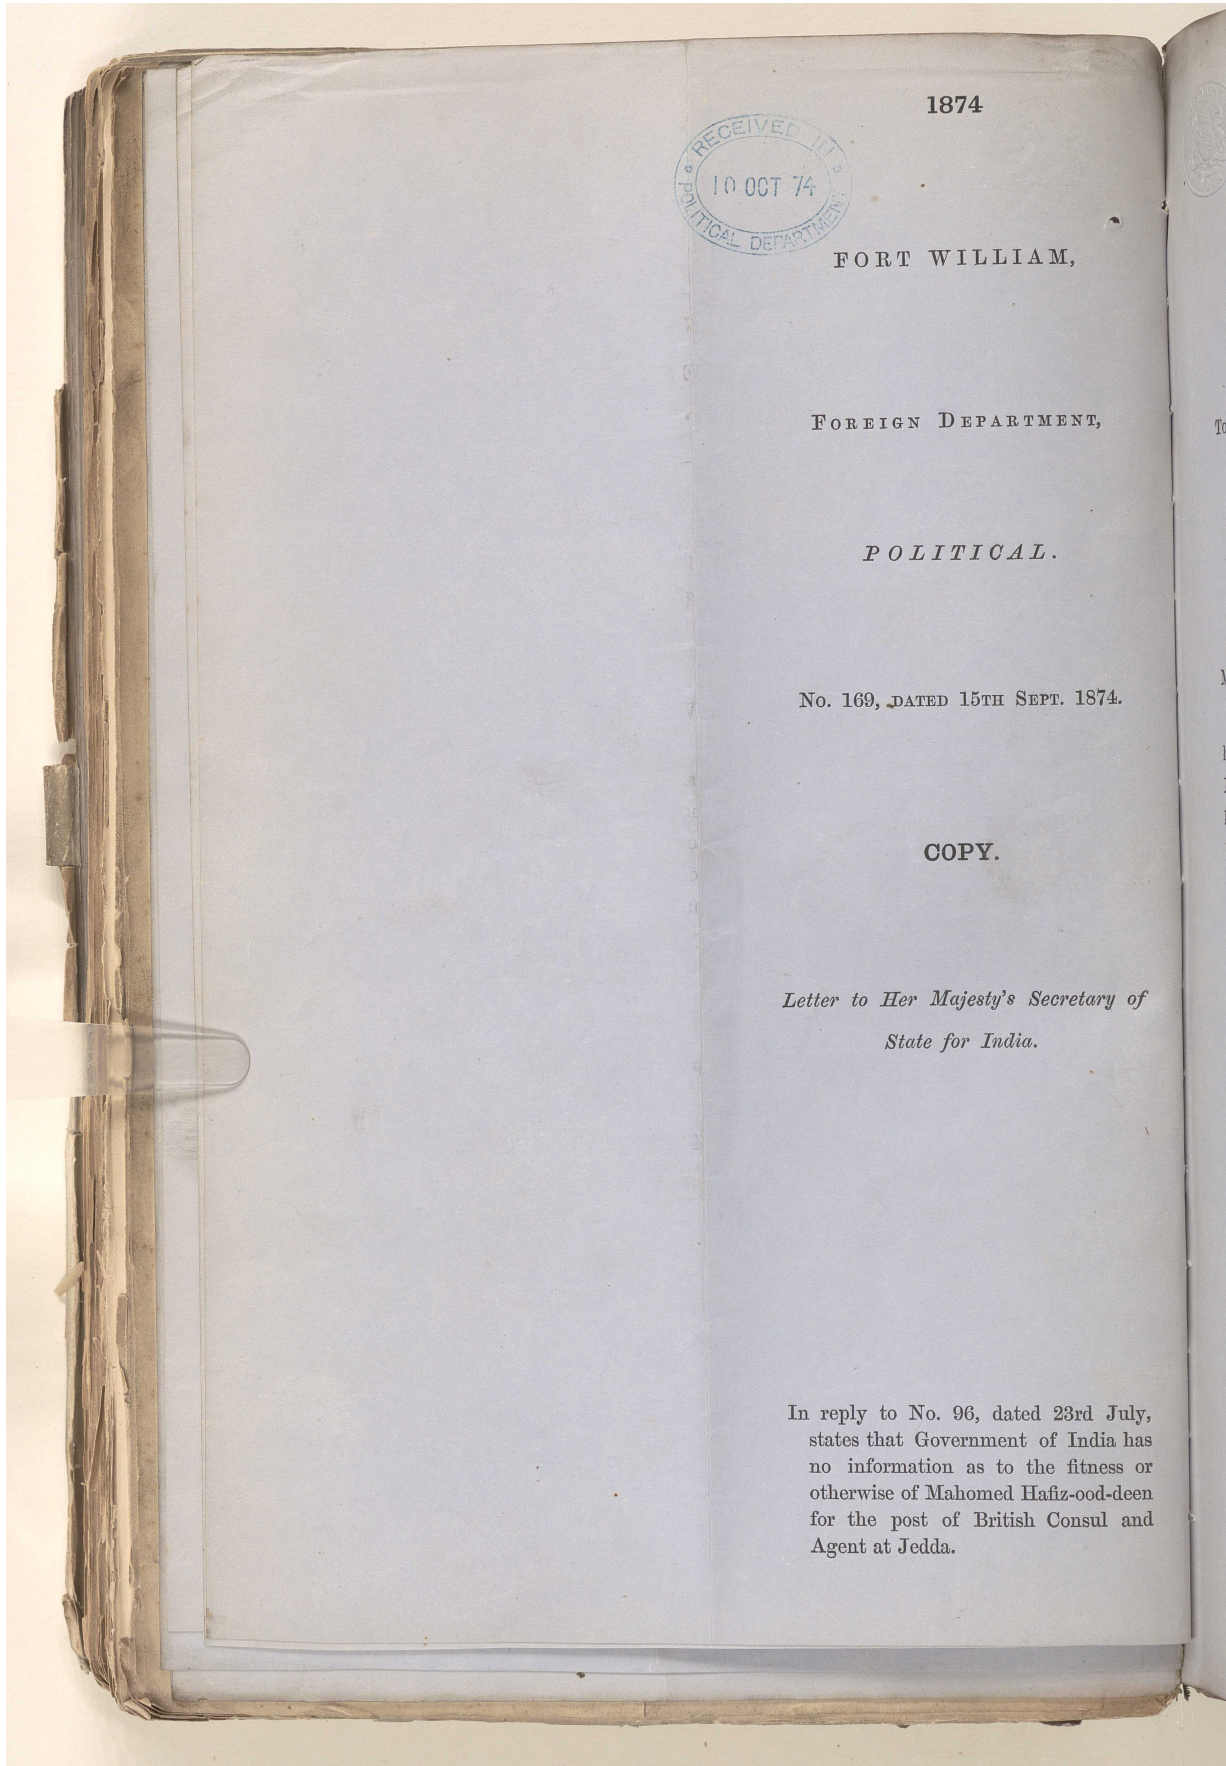 1874
RECEIVED IN
10 OCT 74
POLITICAL DEPARTMENT
FORT WILLIAM,
FOREIGN DEPARTMENT,
POLITICAL.
No. 169, DATED 15TH SEPT. 1874.
COPY.
Letter to Her Majesty's Secretary of
State for India.
In reply to No. 96, dated 23rd July,
states that Government of India has
no information as to the fitness or
otherwise of Mahomed Hafiz-ood-deen
for the post of British Consul and
Agent at Jedda.
To